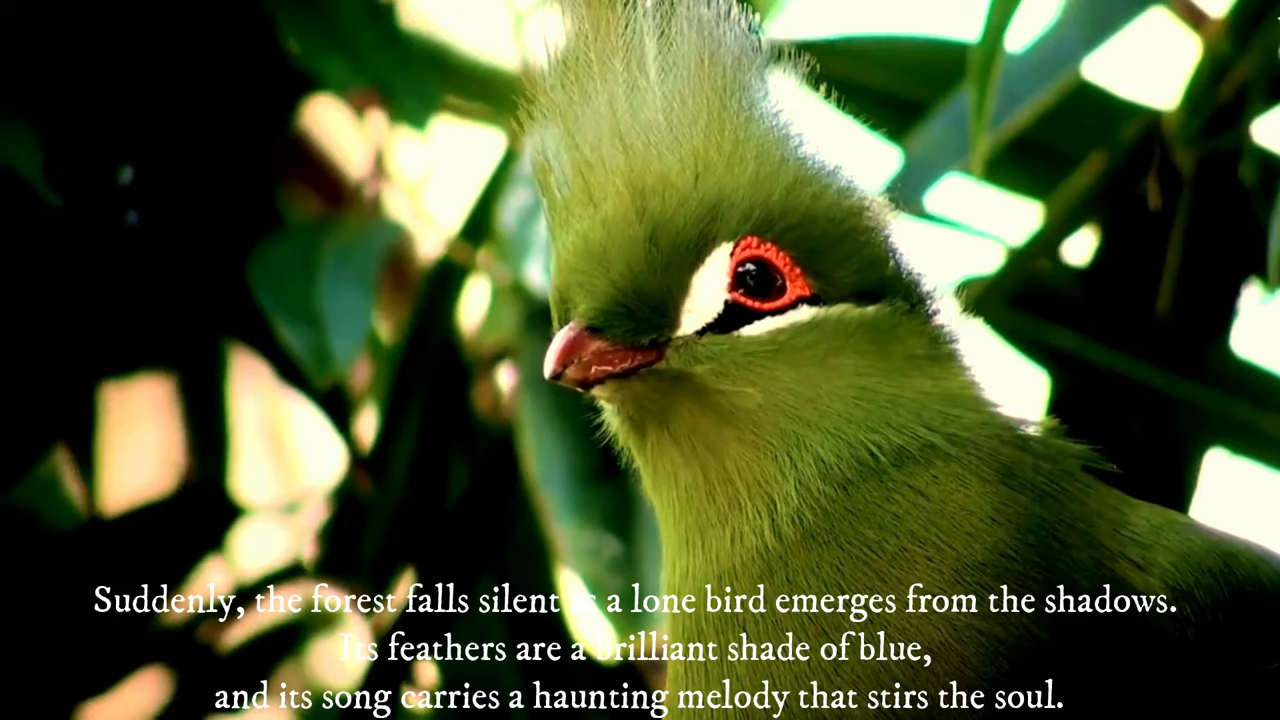 Suddenly, the forest falls silent as a lone bird emerges from the shadows.
Its feathers are a brilliant shade of blue,
and its song carries a haunting melody that stirs the soul.